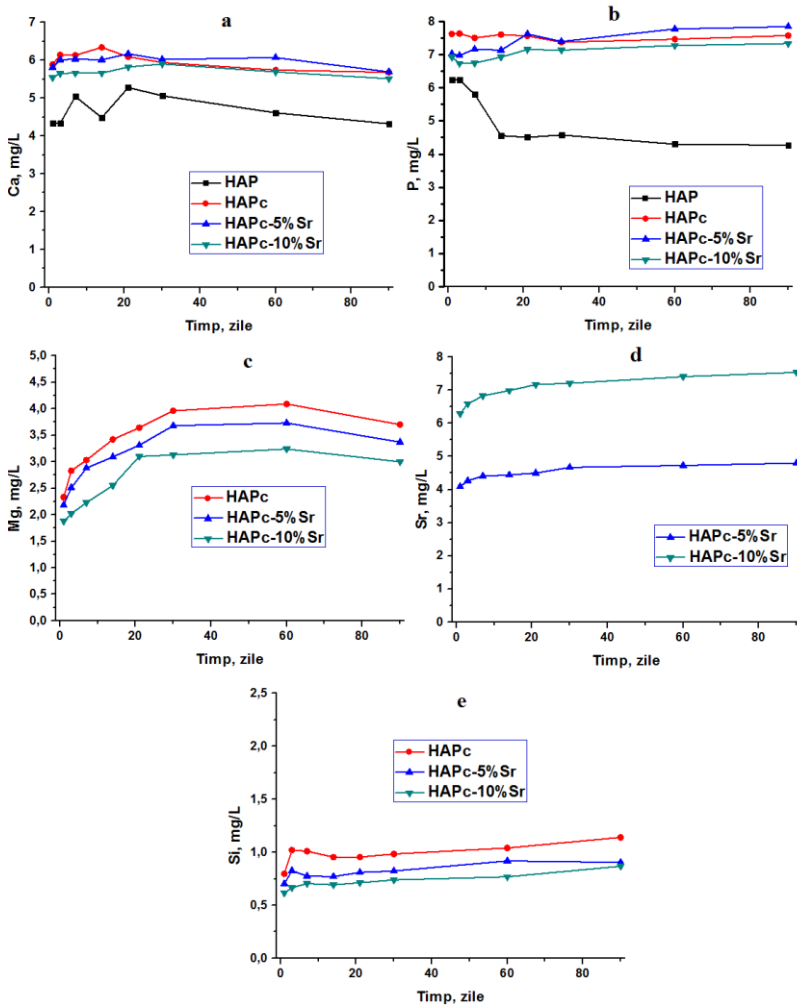 a
Ca, mg/L
7
6
5
4
3
2
1
0
HAP
HAPc
HAPc-5%Sr
HAPc-10%Sr
0 20 40 60 80
Timp, zile
b
P, mg/L
8
7
6
5
4
3
2
1
0
HAP
HAPc
HAPc-5%Sr
HAPc-10%Sr
0 20 40 60 80
Timp, zile
c
Mg, mg/L
5,0
4,5
4,0
3,5
3,0
2,5
2,0
1,5
1,0
0,5
0,0
HAPc
HAPc-5%Sr
HAPc-10%Sr
0 20 40 60 80
Timp, zile
d
Sr, mg/L
8
7
6
5
4
3
2
1
0
HAPc-5%Sr
HAPc-10%Sr
0 20 40 60 80
Timp, zile
e
Si, mg/L
2,5
2,0
1,5
1,0
0,5
0,0
HAPc
HAPc-5%Sr
HAPc-10%Sr
0 20 40 60 80
Timp, zile